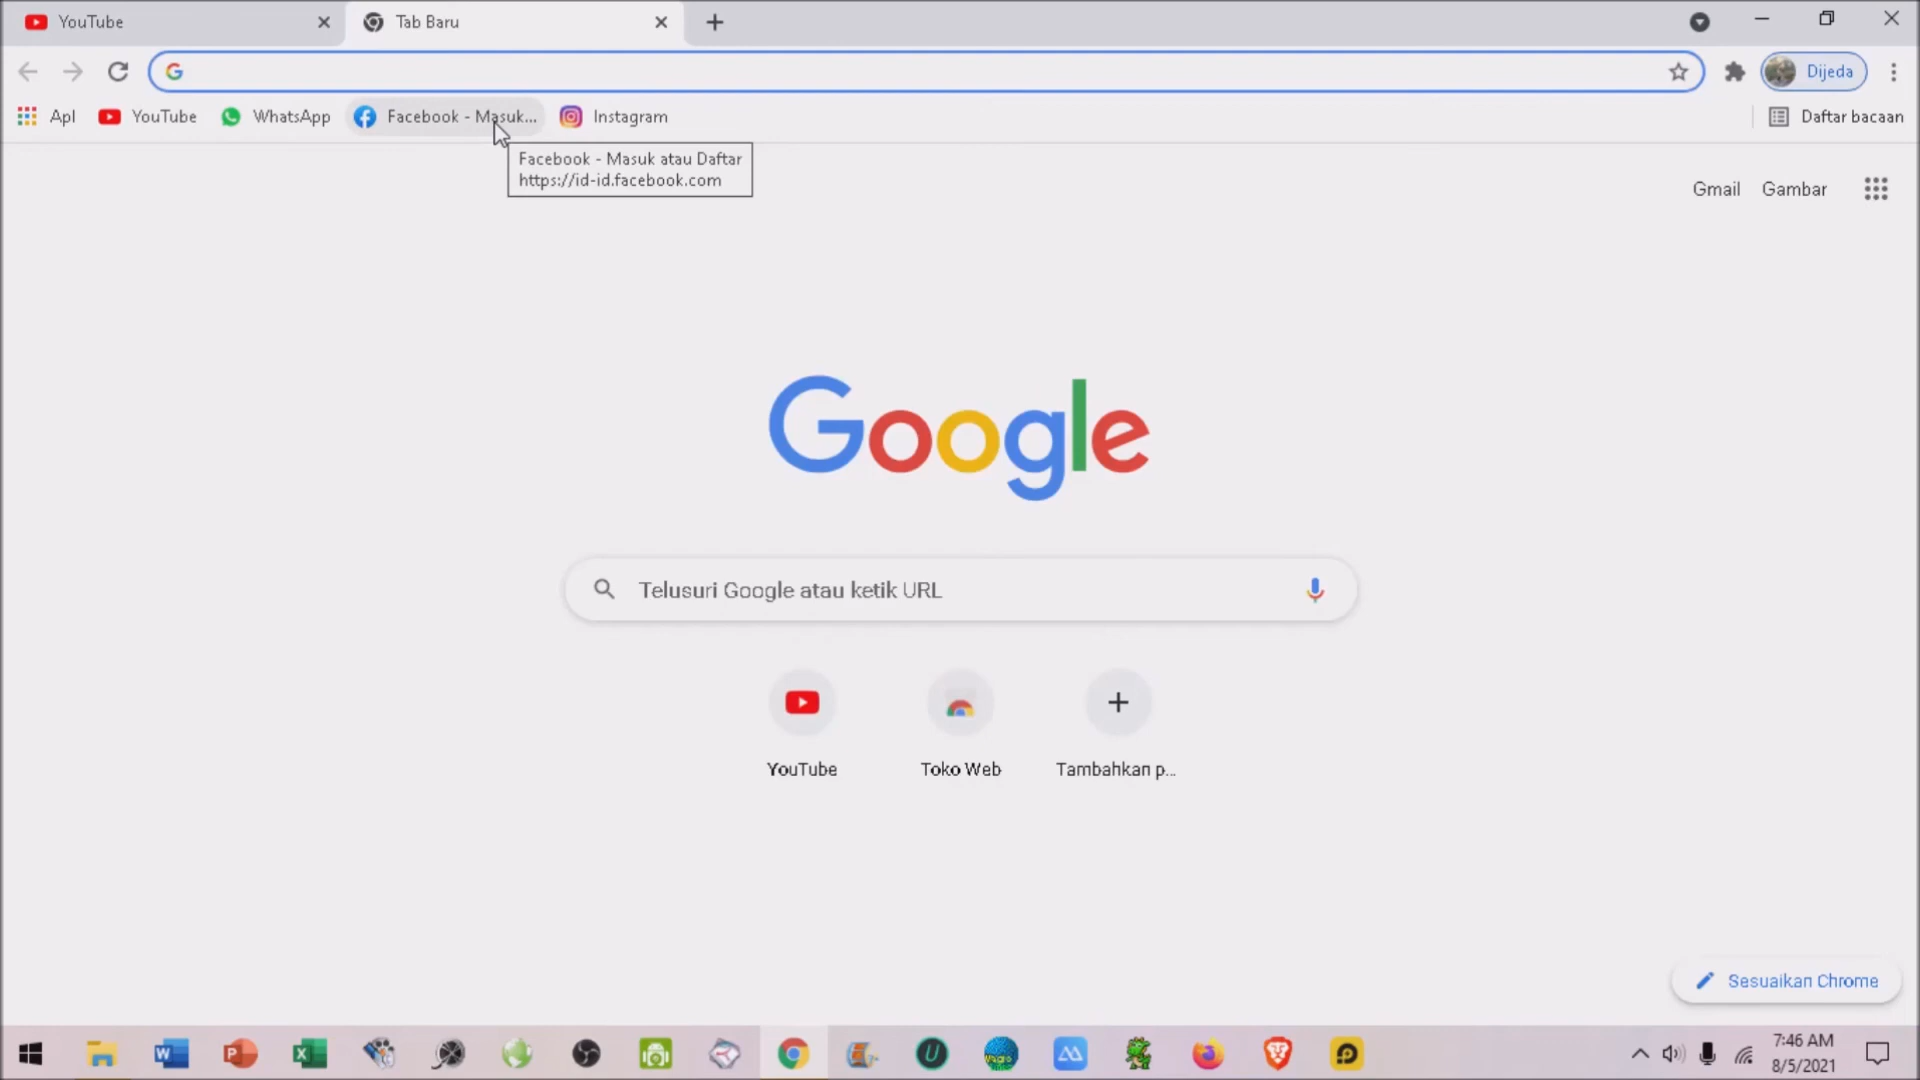 YouTube
Tab Baru
Dijeda
Apl
YouTube
WhatsApp
Facebook - Masuk...
Instagram
Daftar bacaan
Facebook - Masuk atau Daftar
https://id-id.facebook.com
Gmail
Gambar
Google
Telusuri Google atau ketik URL
YouTube
Toko Web
Tambahkan p...
Sesuaikan Chrome
7:46 AM
8/5/2021